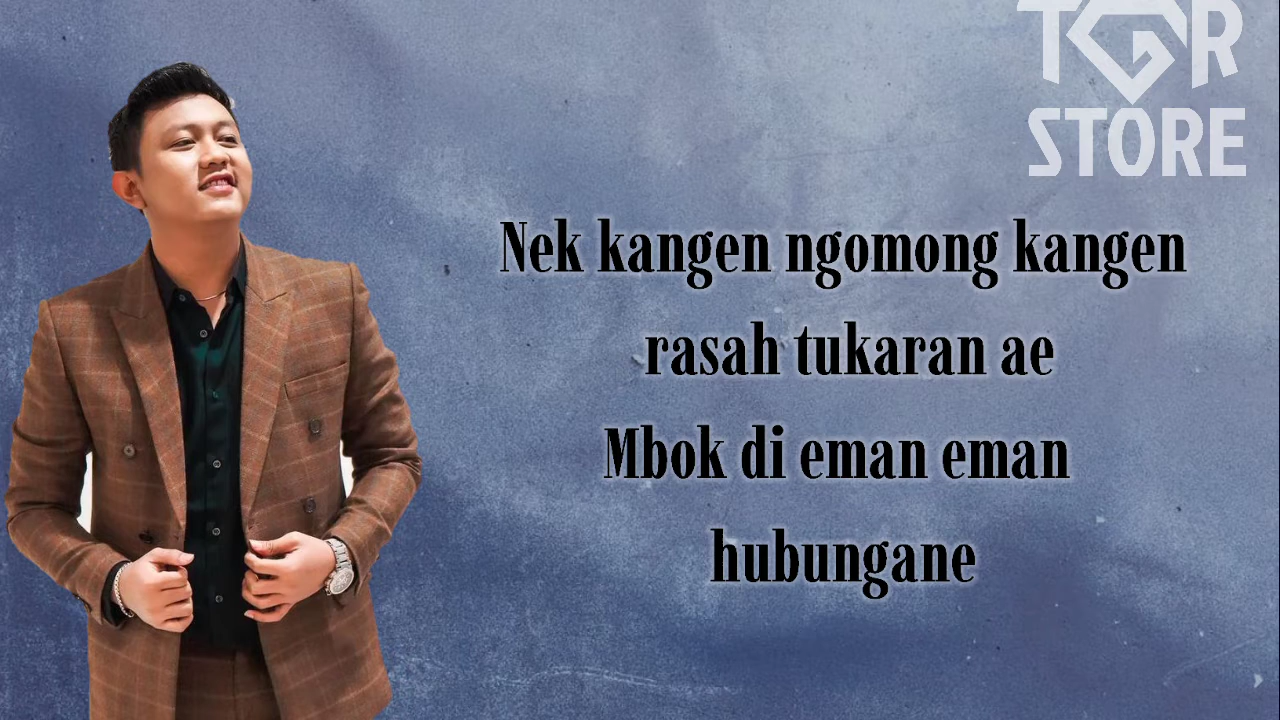 TGR
STORE
Nek kangen ngomong kangen
rasah tukaran ae
Mbok di eman eman
hubungane